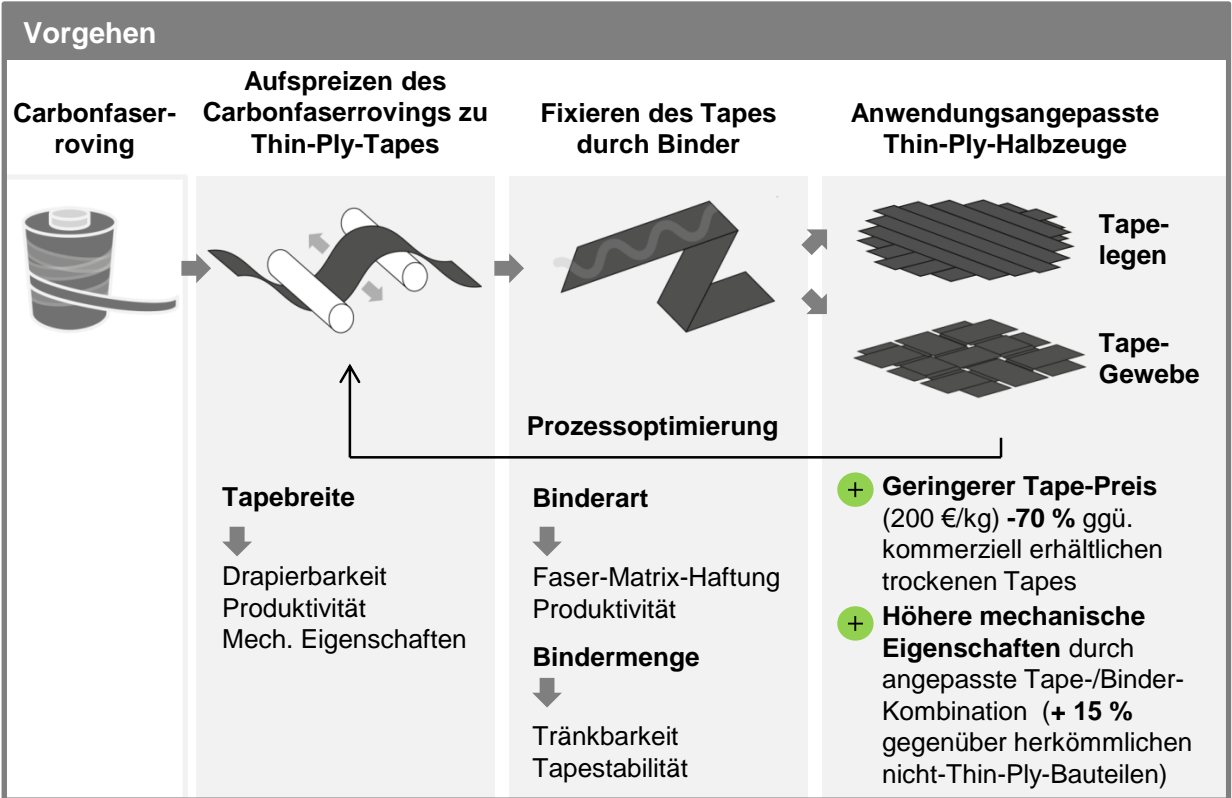 Vorgehen
Carbonfaser-
roving
Aufspreizen des
Carbonfaserrovings zu
Thin-Ply-Tapes
Fixieren des Tapes
durch Binder
Anwendungsangepasste
Thin-Ply-Halbzeuge
Tape-
legen
Tape-
Gewebe
Prozessoptimierung
Tapebreite
Drapierbarkeit
Produktivität
Mech. Eigenschaften
Binderart
Faser-Matrix-Haftung
Produktivität
Bindermenge
Tränkbarkeit
Tapestabilität
+ Geringerer Tape-Preis
(200 €/kg) -70 % ggü.
kommerziell erhältlichen
trockenen Tapes
+ Höhere mechanische
Eigenschaften durch
angepasste Tape-/Binder-
Kombination (+ 15 %
gegenüber herkömmlichen
nicht-Thin-Ply-Bauteilen)